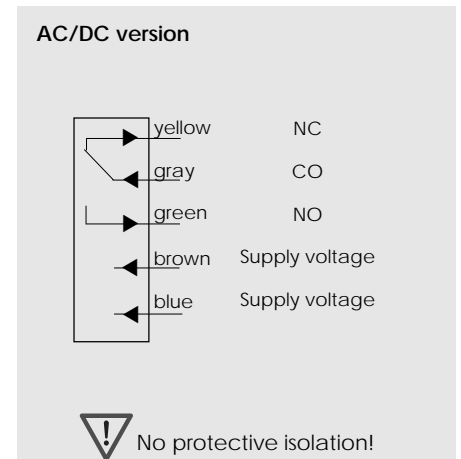 AC/DC version
yellow NC
gray CO
green NO
brown Supply voltage
blue Supply voltage
No protective isolation!